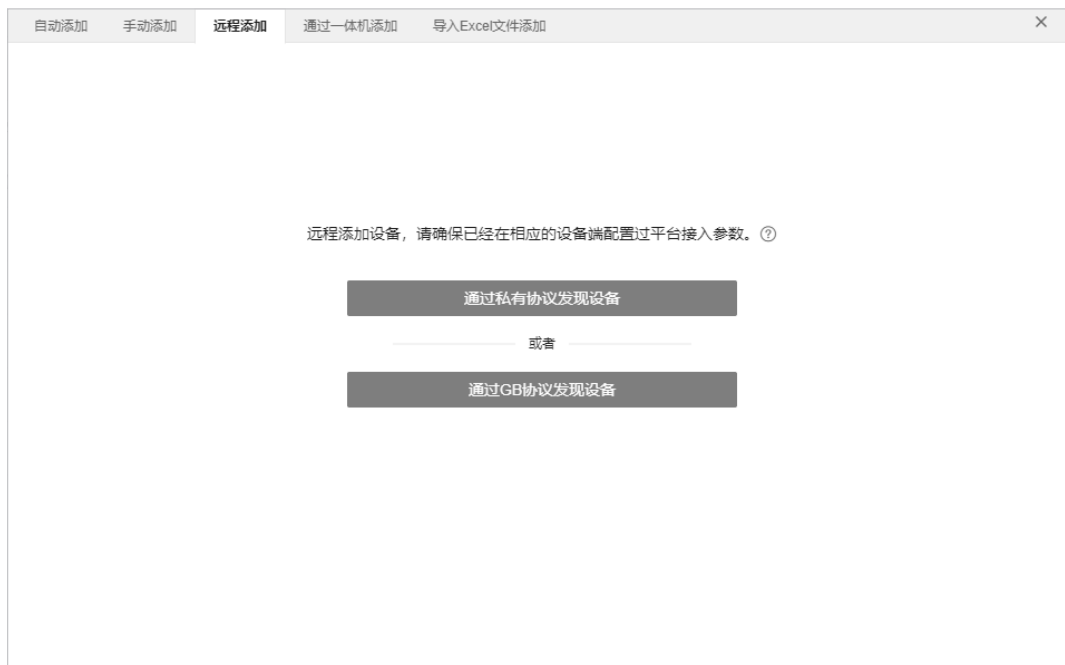 自动添加 手动添加 远程添加 通过一体机添加 导入Excel文件添加
远程添加设备，请确保已经在相应的设备端配置过平台接入参数。
通过私有协议发现设备
或者
通过GB协议发现设备